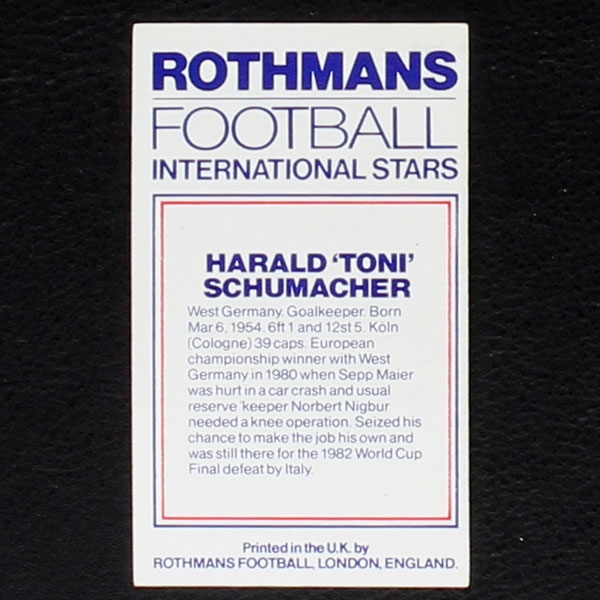 ROTHMANS
FOOTBALL
INTERNATIONAL STARS
HARALD 'TONI'
SCHUMACHER
West Germany. Goalkeeper. Born
Mar 6, 1954. 6ft 1 and 12st 5. Köln
(Cologne) 39 caps. European
championship winner with West
Germany in 1980 when Sepp Maier
was hurt in a car crash and usual
reserve 'keeper Norbert Nigbur
needed a knee operation. Seized his
chance to make the job his own and
was still there for the 1982 World Cup
Final defeat by Italy.
Printed in the U.K. by
ROTHMANS FOOTBALL, LONDON, ENGLAND.